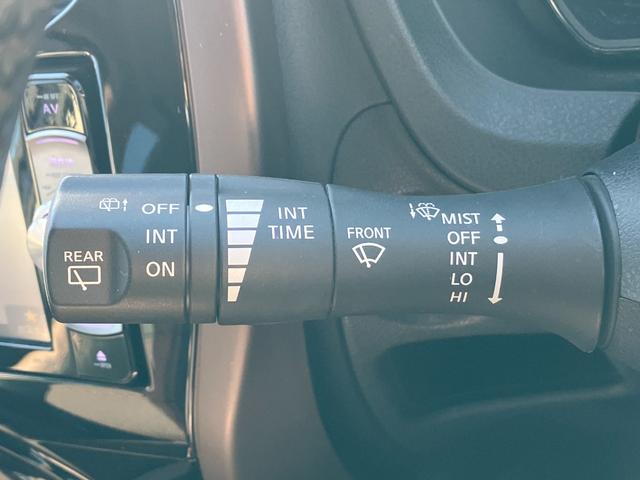 AV
REAR
OFF
INT
ON
INT
TIME
FRONT
MIST
OFF
INT
LO
HI